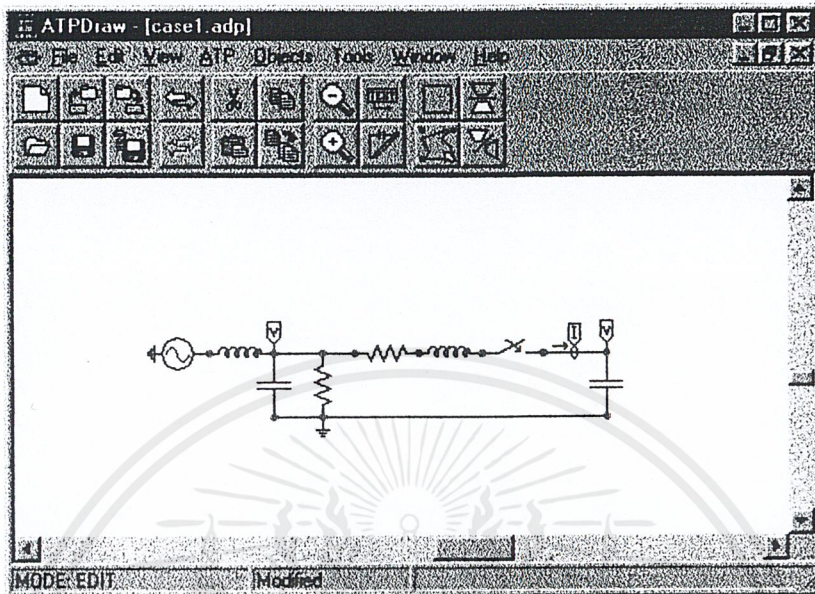 ATPDraw - [case1.adp]
File Edit View ATP Objects Tools Window Help
V
I
V
MODE: EDIT
Modified